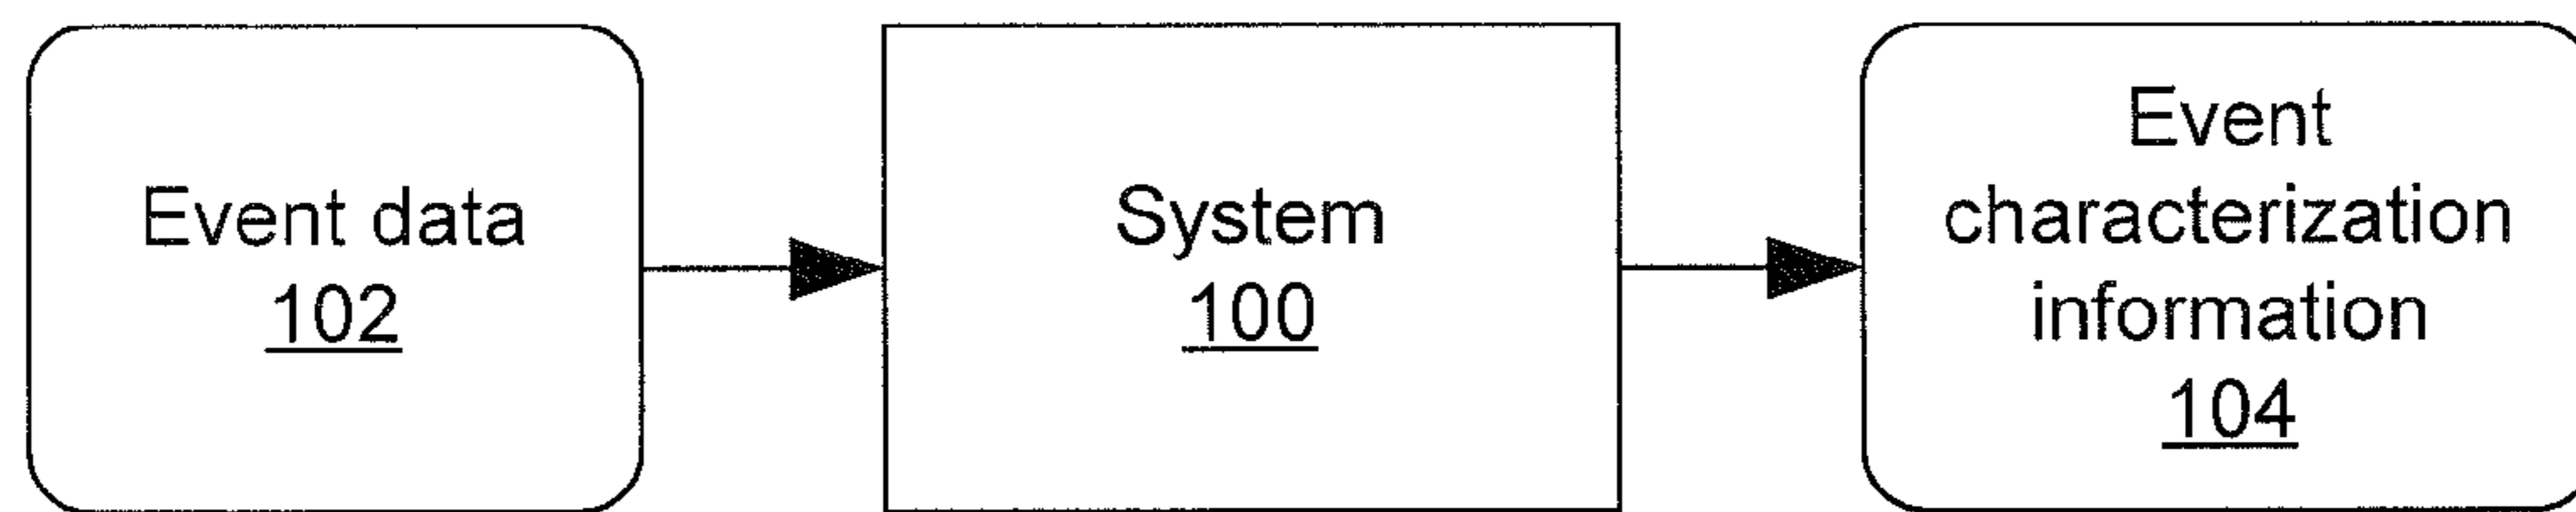 Event data
102
System
100
Event
characterization
information
104